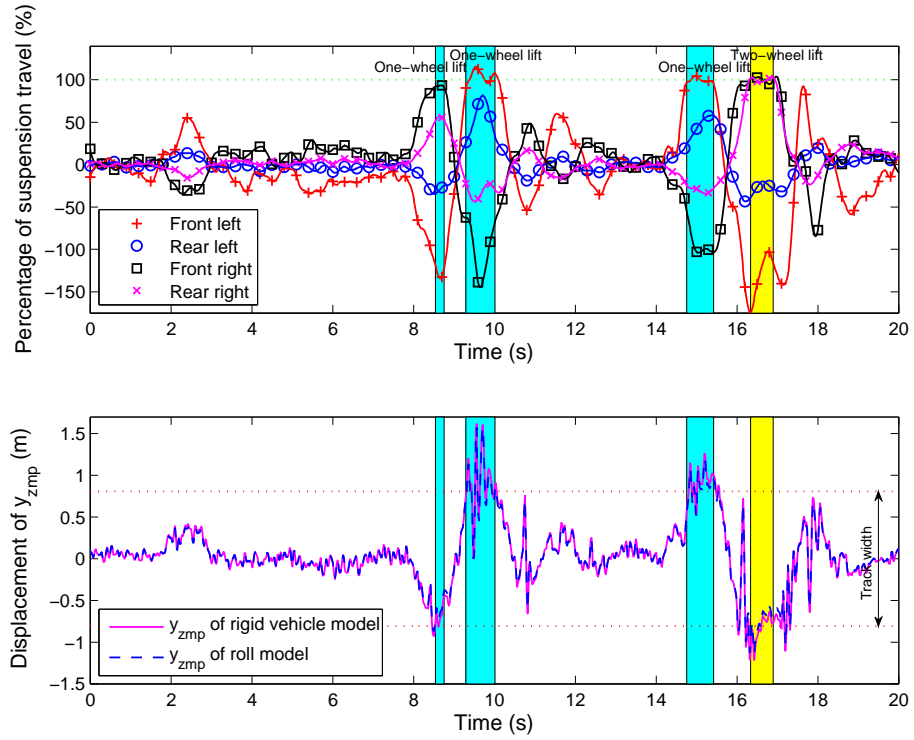 One−wheel lift
Two−wheel lift
One−wheel lift
One−wheel lift
Percentage of suspension travel (%)
100
50
0
−50
−100
−150
Front left
Rear left
Front right
Rear right
0 2 4 6 8 10 12 14 16 18 20
Time (s)
Displacement of y_zmp (m)
1.5
1
0.5
0
−0.5
−1
−1.5
Track width
y_zmp of rigid vehicle model
y_zmp of roll model
0 2 4 6 8 10 12 14 16 18 20
Time (s)